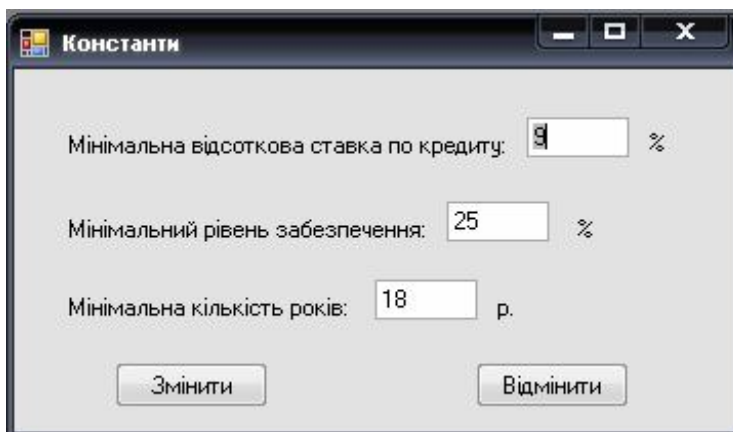 Константи
Мінімальна відсоткова ставка по кредиту: 9 %
Мінімальний рівень забезпечення: 25 %
Мінімальна кількість років: 18 р.
Змінити Відмінити